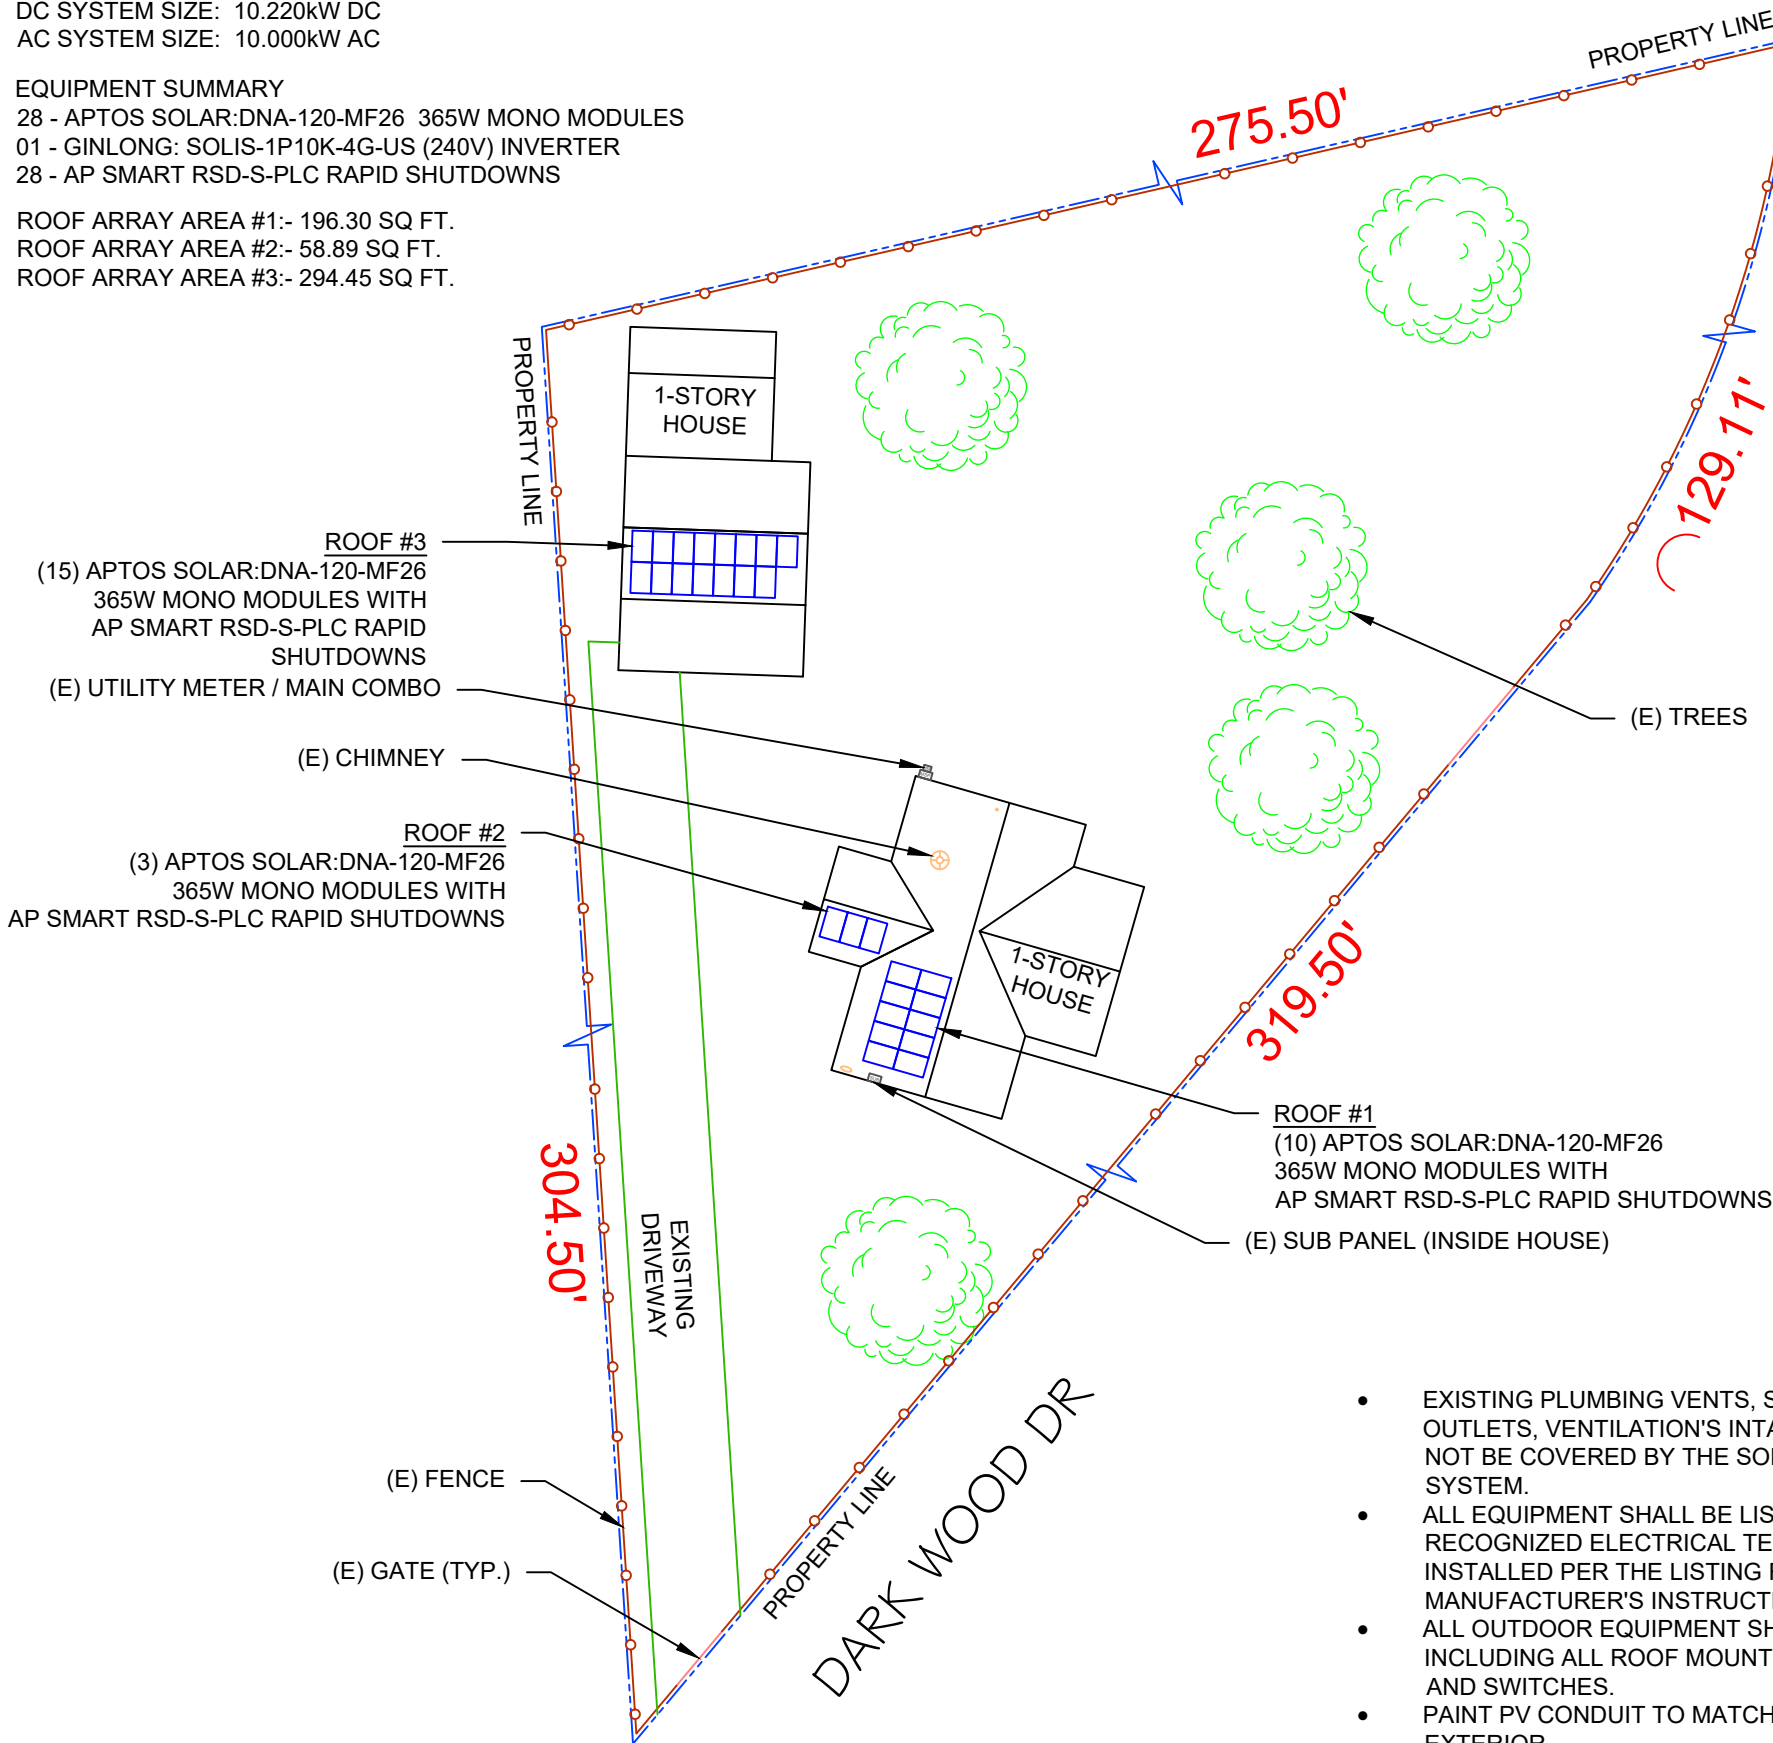 DC SYSTEM SIZE: 10.220kW DC
AC SYSTEM SIZE: 10.000kW AC
EQUIPMENT SUMMARY
28 - APTOS SOLAR:DNA-120-MF26 365W MONO MODULES
01 - GINLONG: SOLIS-1P10K-4G-US (240V) INVERTER
28 - AP SMART RSD-S-PLC RAPID SHUTDOWNS
ROOF ARRAY AREA #1:- 196.30 SQ FT.
ROOF ARRAY AREA #2:- 58.89 SQ FT.
ROOF ARRAY AREA #3:- 294.45 SQ FT.
PROPERTY LINE
275.50'
PROPERTY LINE
1-STORY
HOUSE
129.11'
ROOF #3
(15) APTOS SOLAR:DNA-120-MF26
365W MONO MODULES WITH
AP SMART RSD-S-PLC RAPID
SHUTDOWNS
(E) UTILITY METER / MAIN COMBO
(E) TREES
(E) CHIMNEY
ROOF #2
(3) APTOS SOLAR:DNA-120-MF26
365W MONO MODULES WITH
AP SMART RSD-S-PLC RAPID SHUTDOWNS
1-STORY
HOUSE
319.50'
ROOF #1
(10) APTOS SOLAR:DNA-120-MF26
365W MONO MODULES WITH
AP SMART RSD-S-PLC RAPID SHUTDOWNS
(E) SUB PANEL (INSIDE HOUSE)
304.50'
EXISTING
DRIVEWAY
(E) FENCE
(E) GATE (TYP.)
PROPERTY LINE
DARK WOOD DR
• EXISTING PLUMBING VENTS, S
OUTLETS, VENTILATION'S INTA
NOT BE COVERED BY THE SO
SYSTEM.
• ALL EQUIPMENT SHALL BE LIS
RECOGNIZED ELECTRICAL TE
INSTALLED PER THE LISTING
MANUFACTURER'S INSTRUCTI
• ALL OUTDOOR EQUIPMENT SH
INCLUDING ALL ROOF MOUNT
AND SWITCHES.
• PAINT PV CONDUIT TO MATCH
EXTERIOR